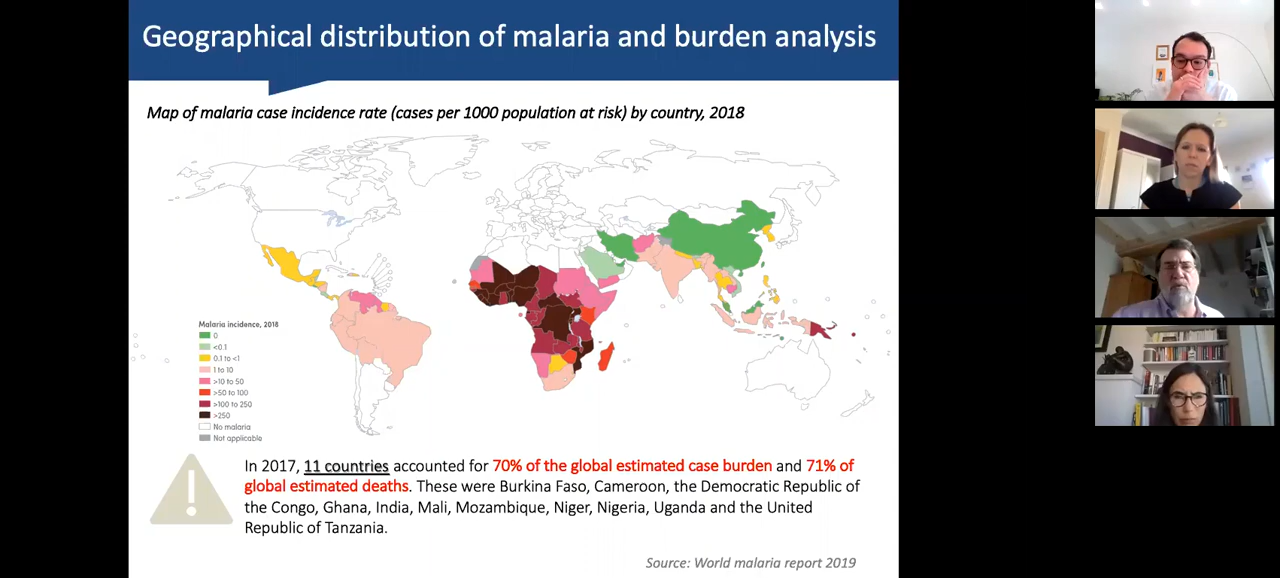 Geographical distribution of malaria and burden analysis
Map of malaria case incidence rate (cases per 1000 population at risk) by country, 2018
Malaria incidence, 2018
0
<0.1
0.1 to <1
1 to 10
>10 to 50
>50 to 100
>100 to 250
>250
No malaria
Not applicable
In 2017, 11 countries accounted for 70% of the global estimated case burden and 71% of
global estimated deaths. These were Burkina Faso, Cameroon, the Democratic Republic of
the Congo, Ghana, India, Mali, Mozambique, Niger, Nigeria, Uganda and the United
Republic of Tanzania.
Source: World malaria report 2019